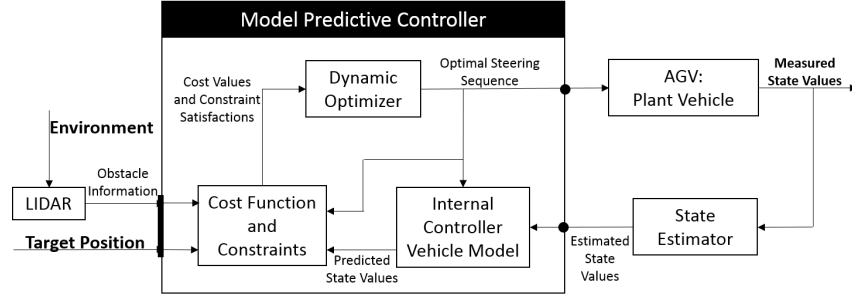 Model Predictive Controller
Optimal Steering
Sequence
Measured
State Values
Cost Values
and Constraint
Satisfactions
Dynamic
Optimizer
AGV:
Plant Vehicle
Environment
Obstacle
Information
LIDAR
Cost Function
and
Constraints
Internal
Controller
Vehicle Model
State
Estimator
Target Position
Predicted
State Values
Estimated
State
Values